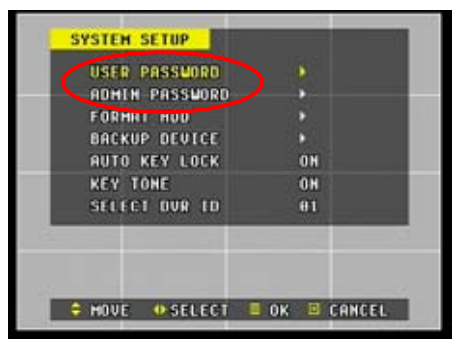 SYSTEM SETUP
USER PASSWORD
ADMIN PASSWORD
FORMAT HDD
BACKUP DEVICE
AUTO KEY LOCK ON
KEY TONE ON
SELECT DVR ID 01
MOVE SELECT OK CANCEL